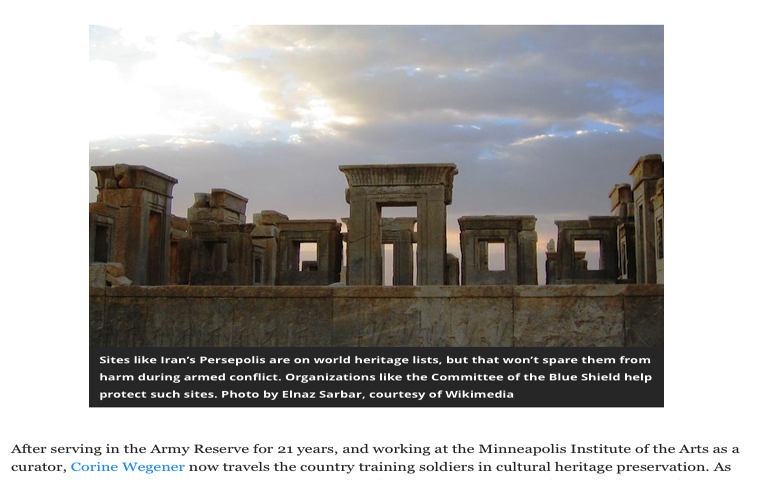 Sites like Iran’s Persepolis are on world heritage lists, but that won’t spare them from
harm during armed conflict. Organizations like the Committee of the Blue Shield help
protect such sites. Photo by Elnaz Sarbar, courtesy of Wikimedia
After serving in the Army Reserve for 21 years, and working at the Minneapolis Institute of the Arts as a
curator, Corine Wegener now travels the country training soldiers in cultural heritage preservation. As